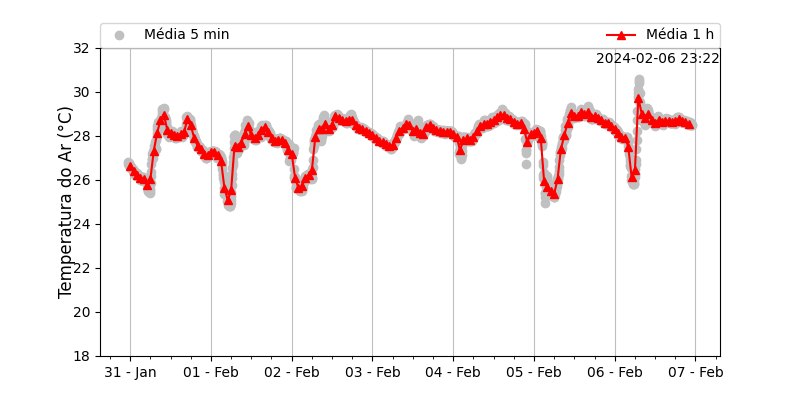 Média 5 min
Média 1 h
2024-02-06 23:22
Temperatura do Ar (°C)
32
30
28
26
24
22
20
18
31 - Jan
01 - Feb
02 - Feb
03 - Feb
04 - Feb
05 - Feb
06 - Feb
07 - Feb